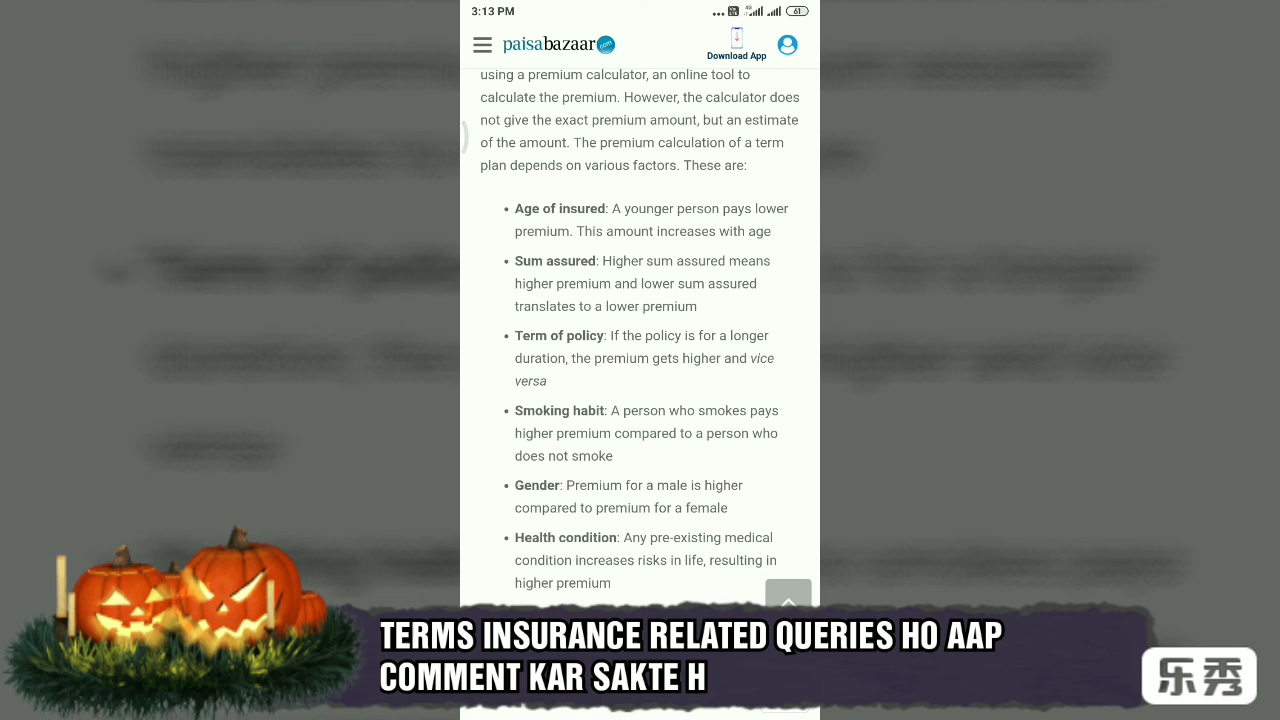 3:13 PM
4G
61
paisabazaar.com
Download App
using a premium calculator, an online tool to
calculate the premium. However, the calculator does
not give the exact premium amount, but an estimate
of the amount. The premium calculation of a term
plan depends on various factors. These are:
• Age of insured: A younger person pays lower
premium. This amount increases with age
• Sum assured: Higher sum assured means
higher premium and lower sum assured
translates to a lower premium
• Term of policy: If the policy is for a longer
duration, the premium gets higher and vice
versa
• Smoking habit: A person who smokes pays
higher premium compared to a person who
does not smoke
• Gender: Premium for a male is higher
compared to premium for a female
• Health condition: Any pre-existing medical
condition increases risks in life, resulting in
higher premium
TERMS INSURANCE RELATED QUERIES HO AAP
COMMENT KAR SAKTE H
乐秀